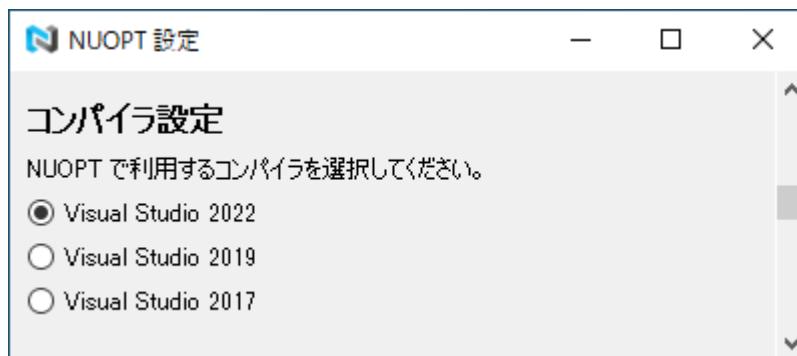 NUOPT 設定
コンパイラ設定
NUOPT で利用するコンパイラを選択してください。
Visual Studio 2022
Visual Studio 2019
Visual Studio 2017